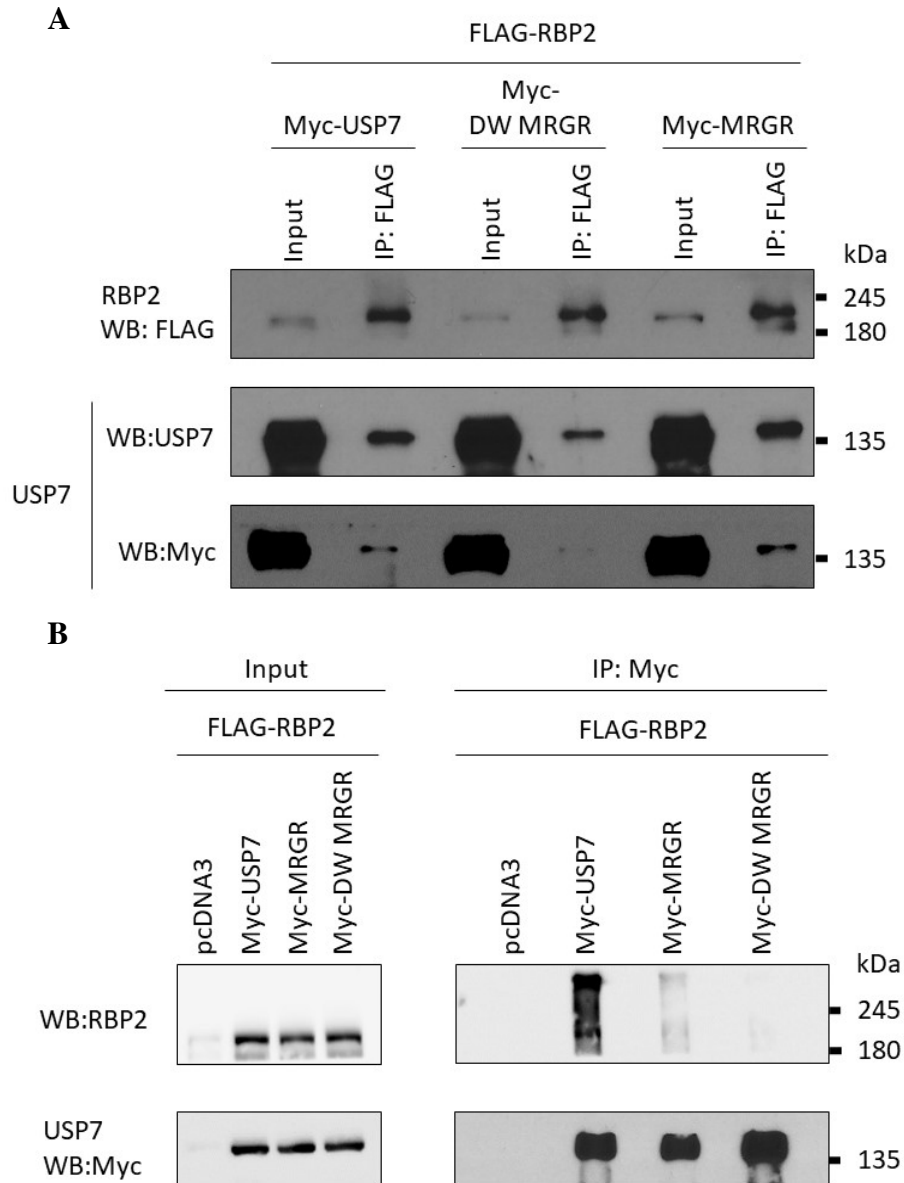 A
FLAG-RBP2
Myc-USP7
Myc-
DW MRGR
Myc-MRGR
Input
IP: FLAG
Input
IP: FLAG
Input
IP: FLAG
kDa
RBP2
WB: FLAG
245
180
USP7
WB:USP7
135
WB:Myc
135
B
Input
IP: Myc
FLAG-RBP2
FLAG-RBP2
pcDNA3
Myc-USP7
Myc-MRGR
Myc-DW MRGR
pcDNA3
Myc-USP7
Myc-MRGR
Myc-DW MRGR
kDa
WB:RBP2
245
180
USP7
WB:Myc
135